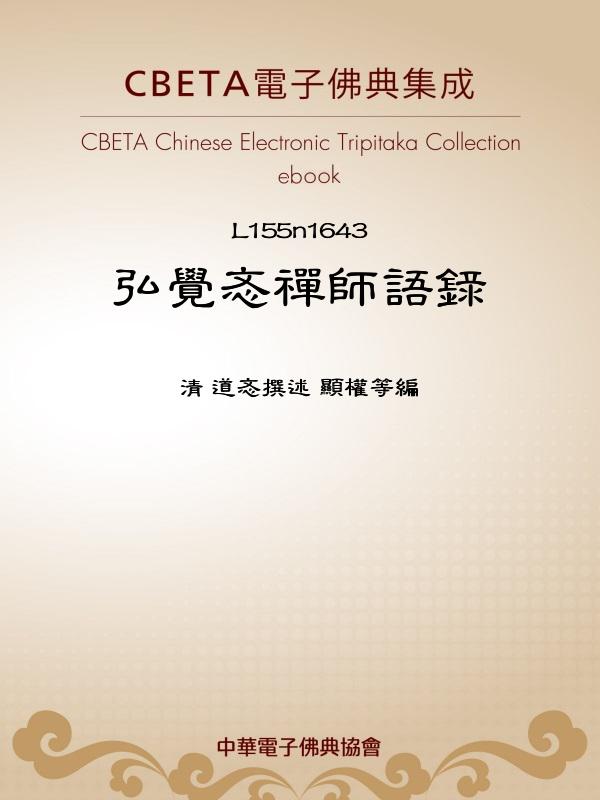 CBETA電子佛典集成
CBETA Chinese Electronic Tripitaka Collection
ebook
L155n1643
弘覺忞禪師語錄
清 道忞撰述 顯權等編
中華電子佛典協會